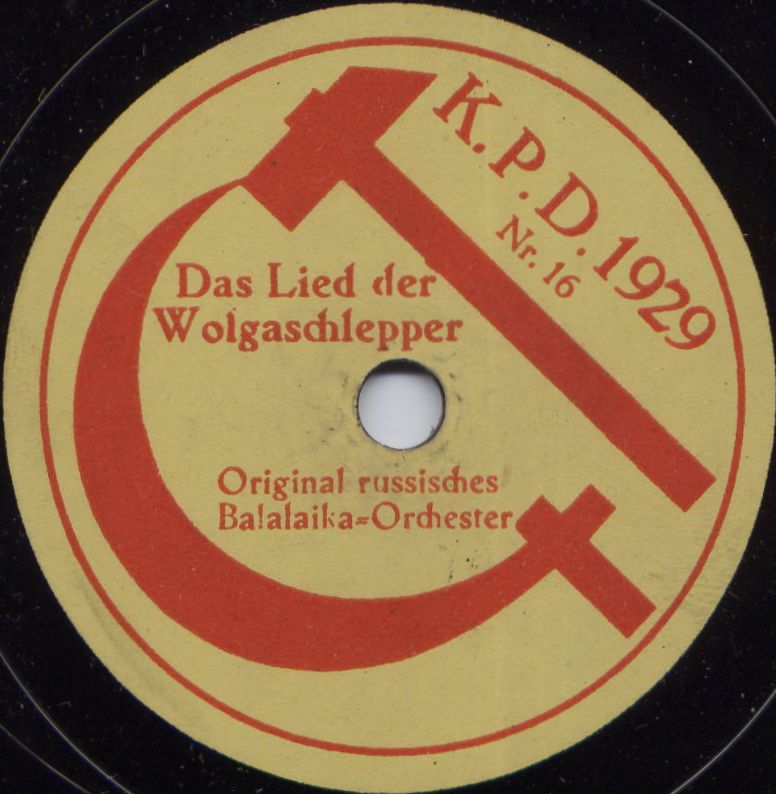 K.P.D. 1929
Nr. 16
Das Lied der
Wolgaschlepper
Original russisches
Balalaika=Orchester